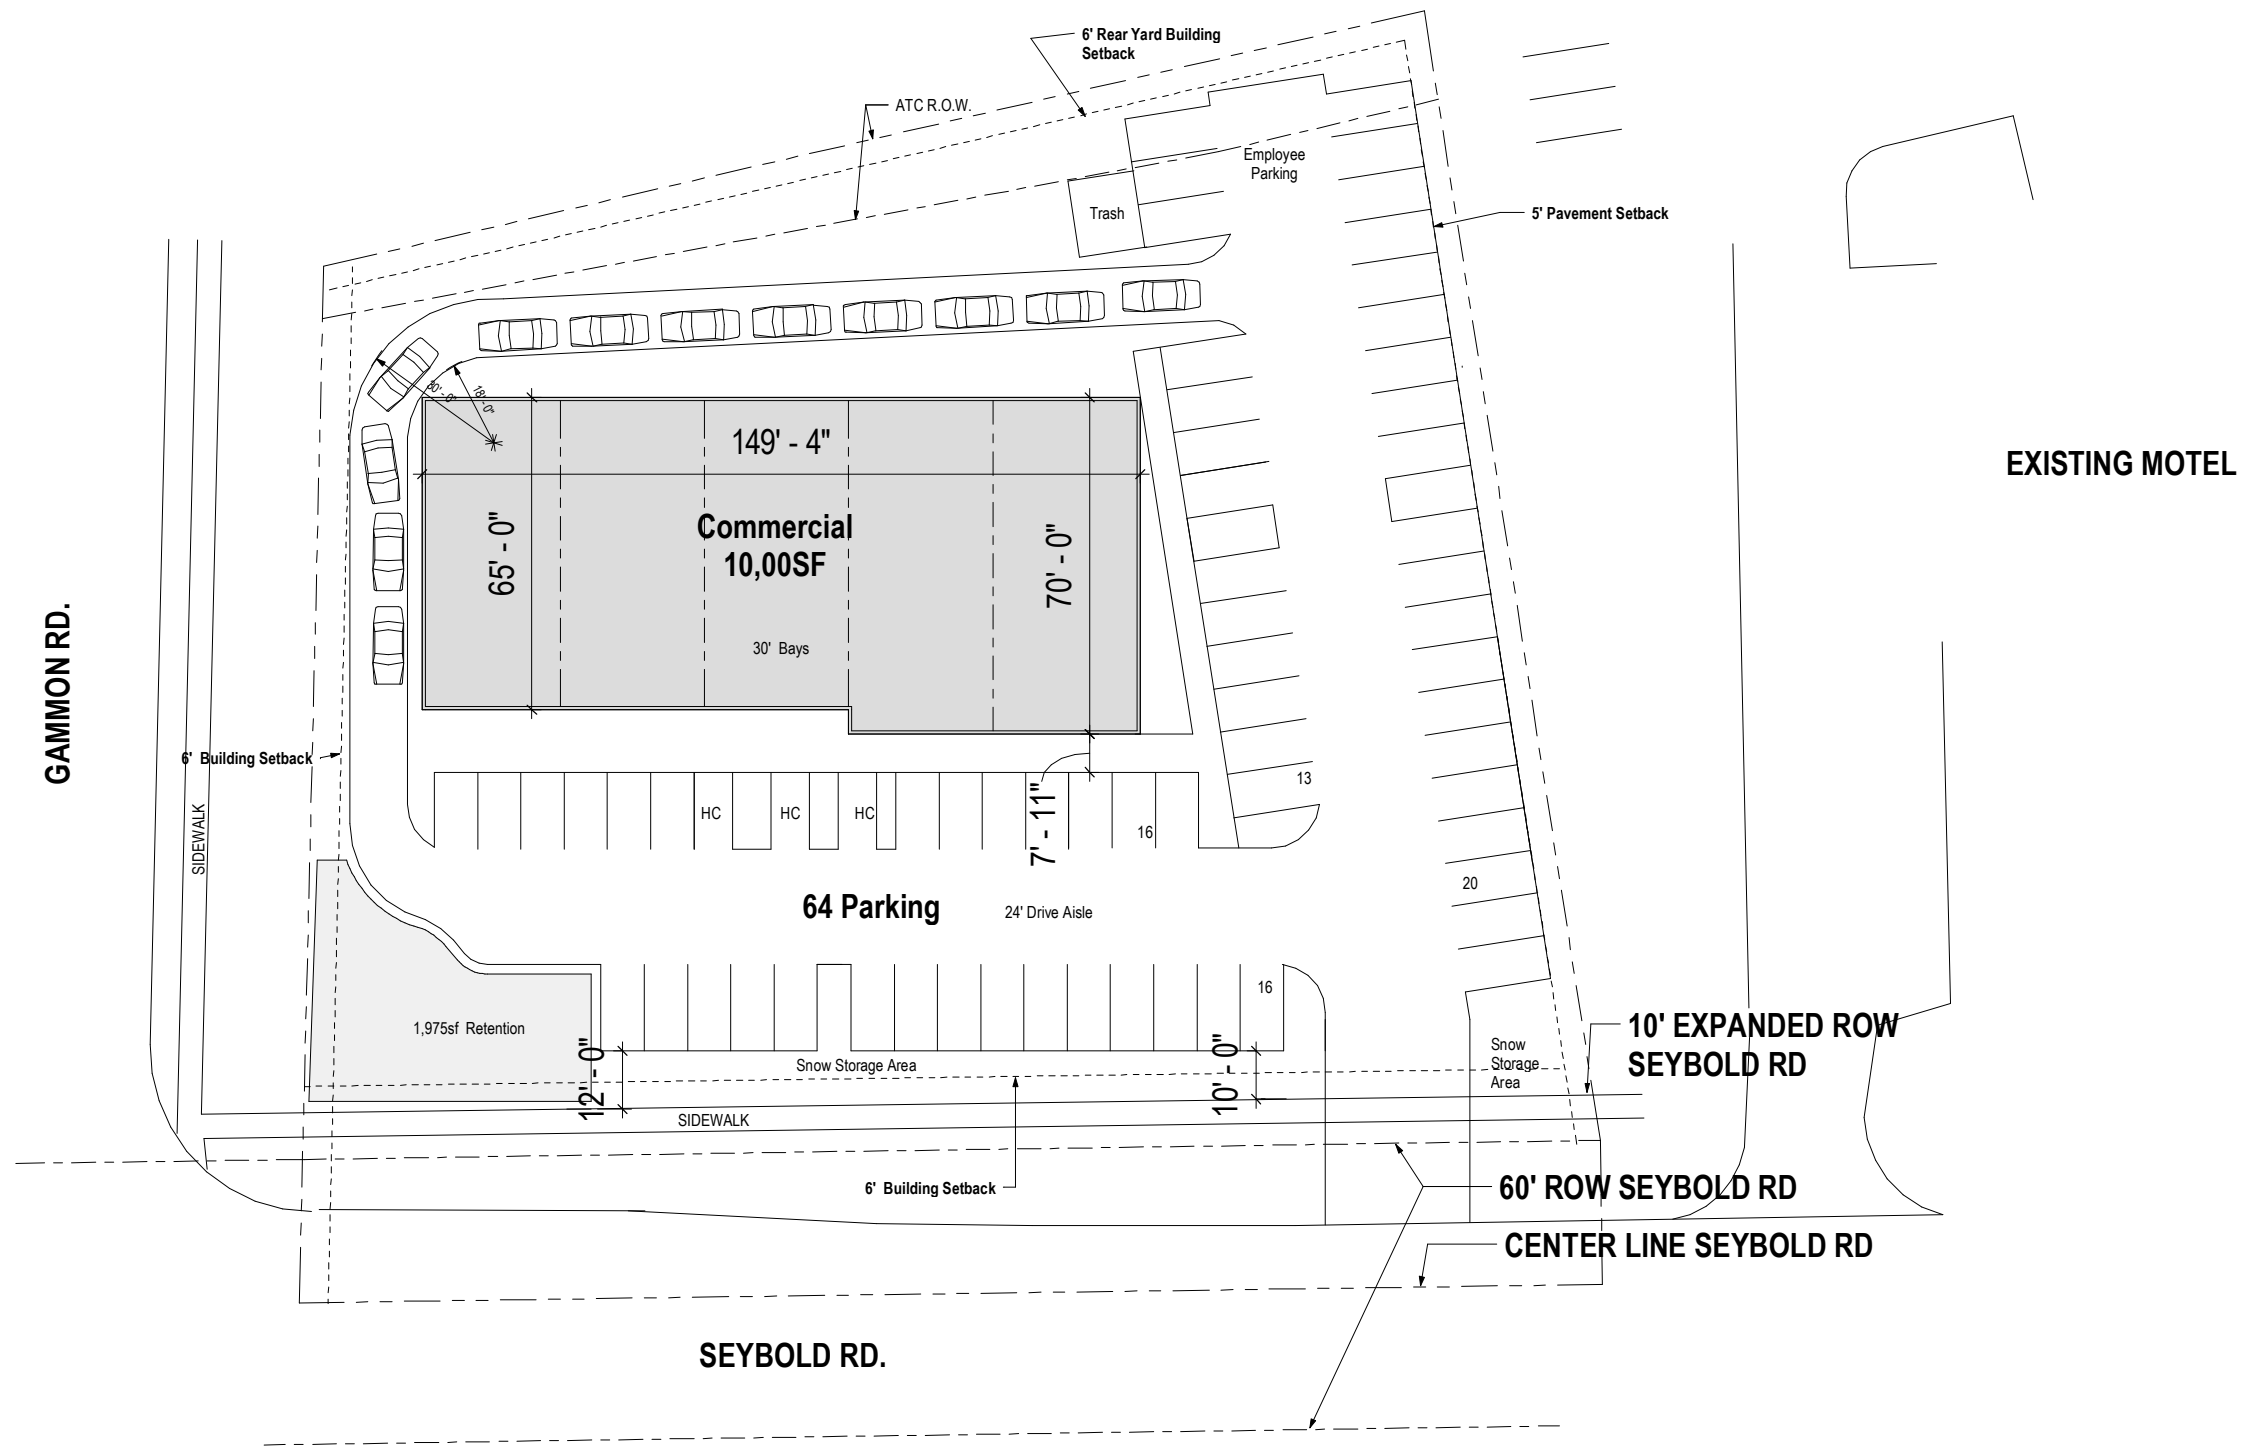 6' Rear Yard Building
Setback
ATC R.O.W.
Employee
Parking
Trash
5' Pavement Setback
30' - 0"
18' - 0"
149' - 4"
EXISTING MOTEL
65' - 0"
Commercial
10,00SF
70' - 0"
30' Bays
GAMMON RD.
6' Building Setback
13
SIDEWALK
HC
HC
HC
7' - 11"
16
20
64 Parking
24' Drive Aisle
16
1,975sf Retention
12' - 0"
Snow Storage Area
10' - 0"
Snow
Storage
Area
10' EXPANDED ROW
SEYBOLD RD
SIDEWALK
6' Building Setback
60' ROW SEYBOLD RD
CENTER LINE SEYBOLD RD
SEYBOLD RD.